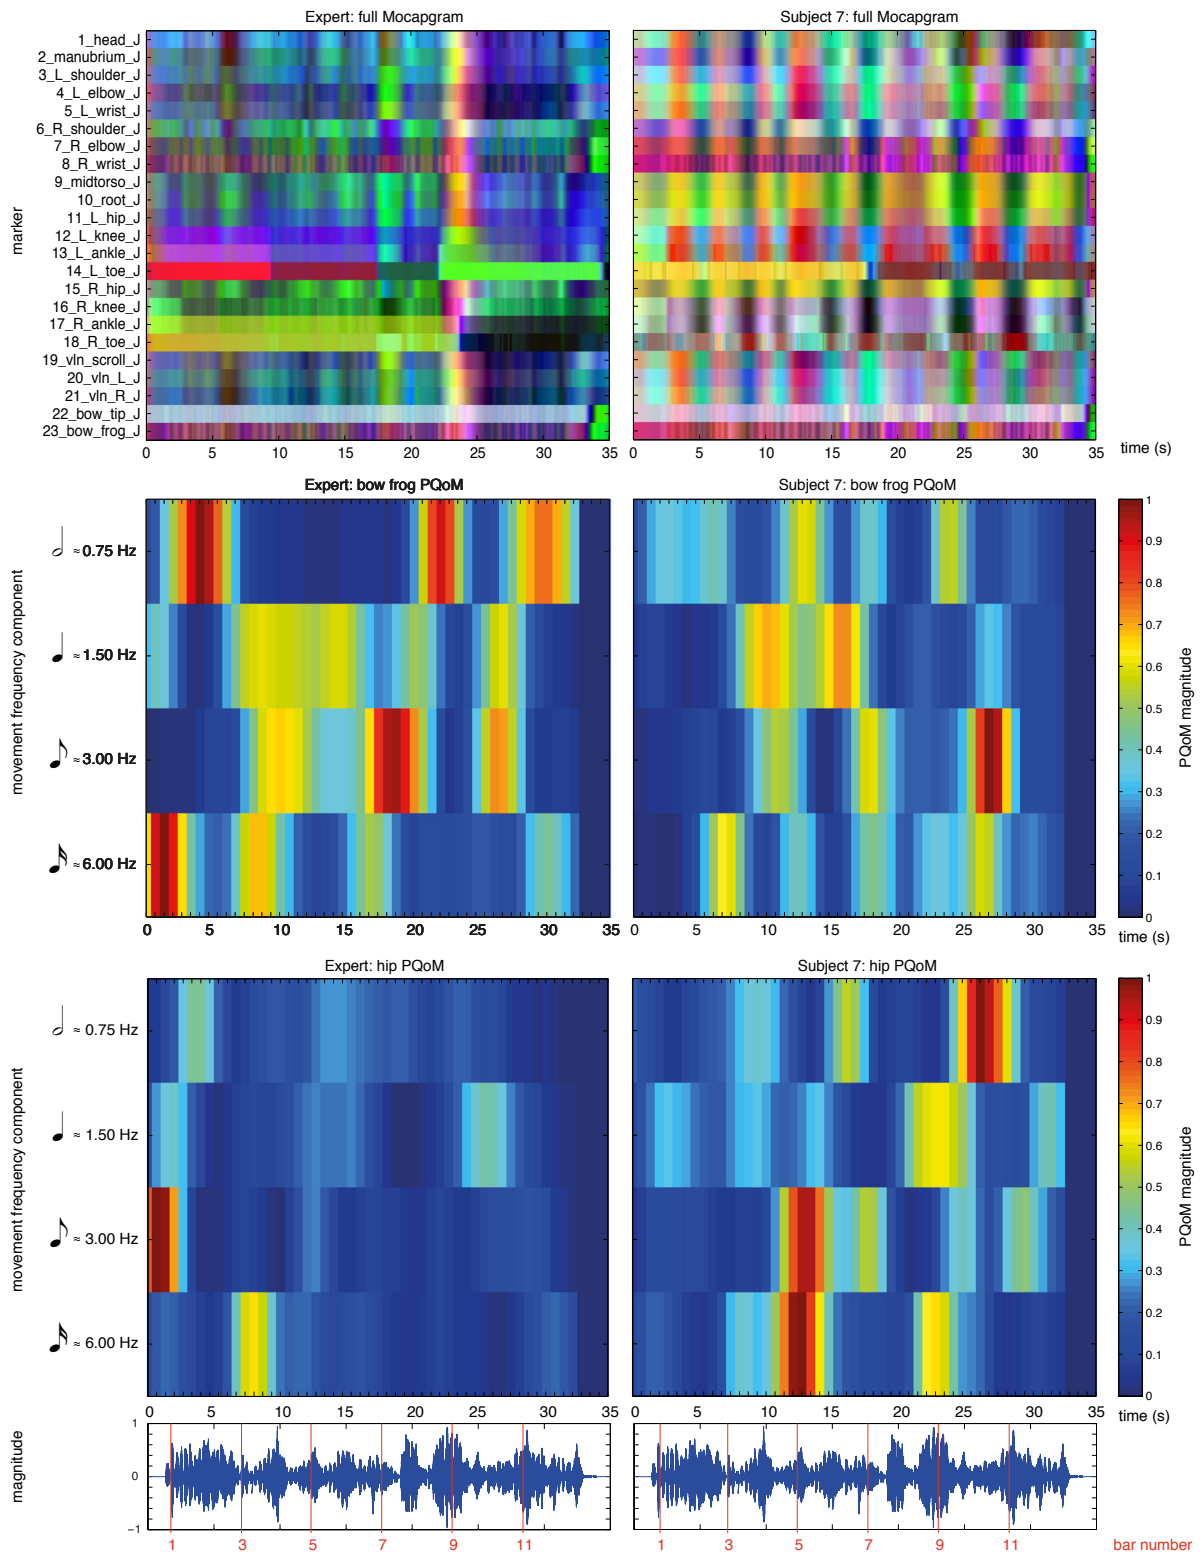 Expert: full Mocapgram
Subject 7: full Mocapgram
marker
1_head_J
2_manubrium_J
3_L_shoulder_J
4_L_elbow_J
5_L_wrist_J
6_R_shoulder_J
7_R_elbow_J
8_R_wrist_J
9_midtorso_J
10_root_J
11_L_hip_J
12_L_knee_J
13_L_ankle_J
14_L_toe_J
15_R_hip_J
16_R_knee_J
17_R_ankle_J
18_R_toe_J
19_vln_scroll_J
20_vln_L_J
21_vln_R_J
22_bow_tip_J
23_bow_frog_J
0 5 10 15 20 25 30 35
0 5 10 15 20 25 30 35
time (s)
Expert: bow frog PQoM
Subject 7: bow frog PQoM
movement frequency component
≈0.75 Hz
≈1.50 Hz
≈3.00 Hz
≈6.00 Hz
0 5 10 15 20 25 30 35
0 5 10 15 20 25 30 35
1
0.9
0.8
0.7
0.6
0.5
0.4
0.3
0.2
0.1
0
PQoM magnitude
time (s)
Expert: hip PQoM
Subject 7: hip PQoM
movement frequency component
≈ 0.75 Hz
≈ 1.50 Hz
≈ 3.00 Hz
≈ 6.00 Hz
0 5 10 15 20 25 30 35
0 5 10 15 20 25 30 35
1
0.9
0.8
0.7
0.6
0.5
0.4
0.3
0.2
0.1
0
PQoM magnitude
time (s)
magnitude
1
0
−1
1 3 5 7 9 11
1 3 5 7 9 11
bar number